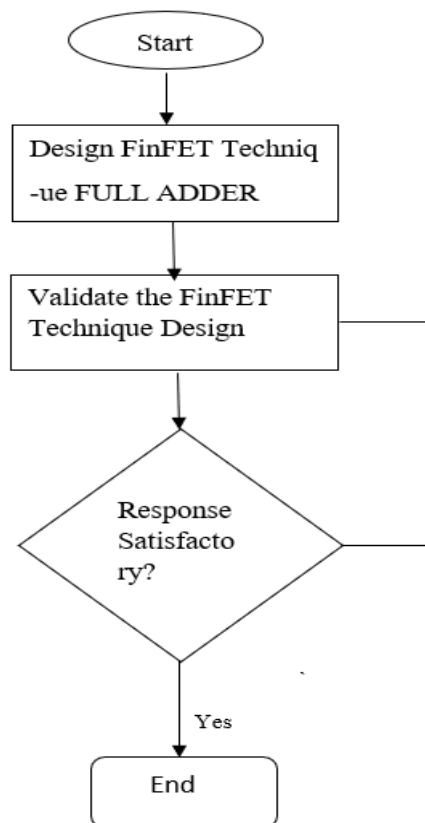 Start
Design FinFET Techniq
-ue FULL ADDER
Validate the FinFET
Technique Design
Response
Satisfacto
ry?
Yes
End